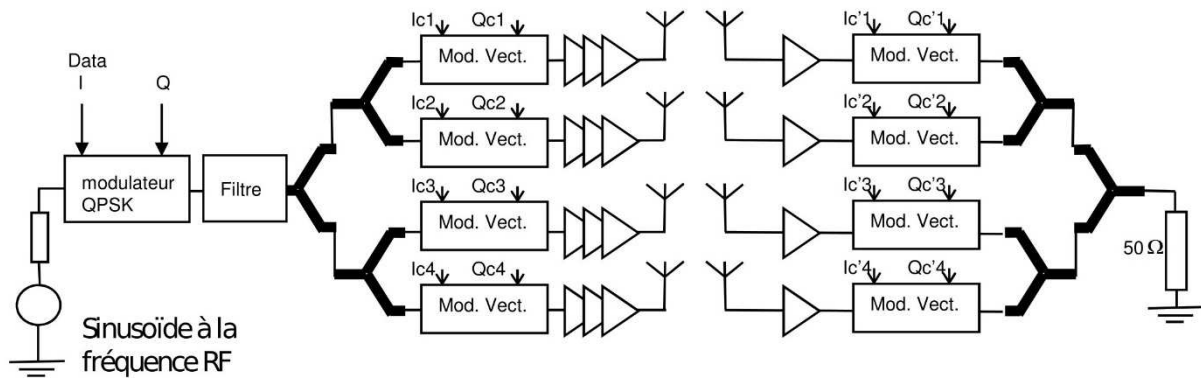 Ic1 Qc1
Mod. Vect.
Ic'1 Qc'1
Mod. Vect.
Data
I Q
Ic2 Qc2
Mod. Vect.
Ic'2 Qc'2
Mod. Vect.
modulateur
QPSK
Filtre
Ic3 Qc3
Mod. Vect.
Ic'3 Qc'3
Mod. Vect.
50 Ω
Ic4 Qc4
Mod. Vect.
Ic'4 Qc'4
Mod. Vect.
Sinusoïde à la
fréquence RF